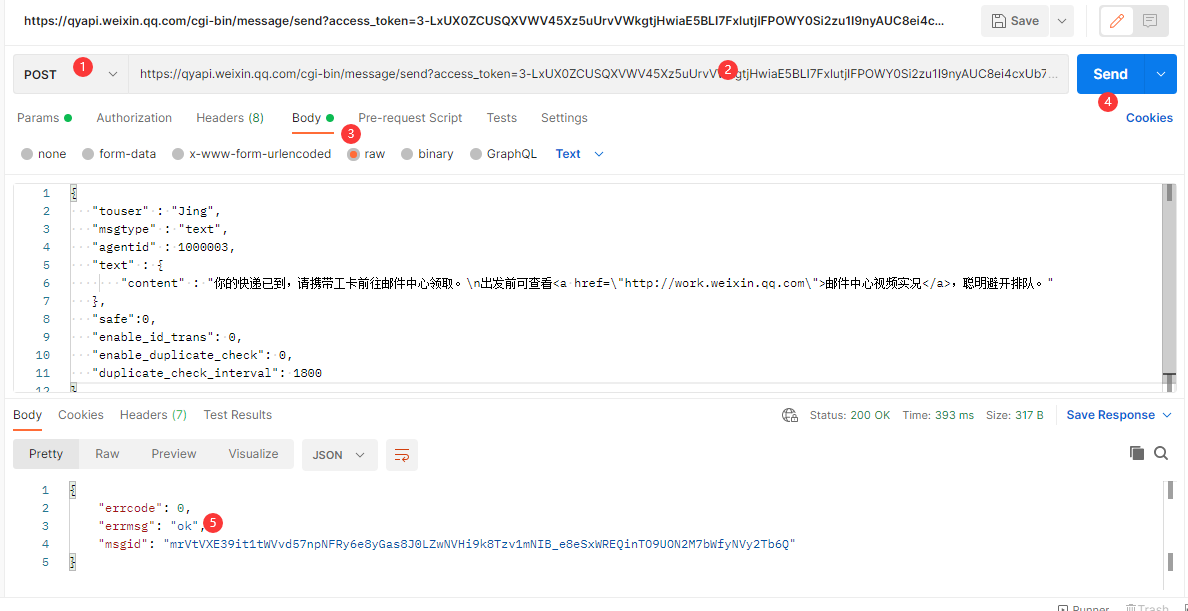 https://qyapi.weixin.qq.com/cgi-bin/message/send?access_token=3-LxUX0ZCUSQXVWV45Xz5uUrvVWkgtjHwiaE5BLI7FxlutjIFPOWY0Si2zu1I9nyAUC8ei4c...
Save
POST
1
https://qyapi.weixin.qq.com/cgi-bin/message/send?access_token=3-LxUX0ZCUSQXVWV45Xz5uUrvV
2
gtjHwiaE5BLI7FxlutjIFPOWY0Si2zu1I9nyAUC8ei4cxUb7...
Send
4
Params
Authorization
Headers (8)
Body
Pre-request Script
Tests
Settings
Cookies
3
none
form-data
x-www-form-urlencoded
raw
binary
GraphQL
Text
1 {
2 "touser" : "Jing",
3 "msgtype" : "text",
4 "agentid" : 1000003,
5 "text" : {
6 "content" : "你的快递已到，请携带工卡前往邮件中心领取。\n出发前可查看<a href=\"http://work.weixin.qq.com\">邮件中心视频实况</a>，聪明避开排队。"
7 },
8 "safe":0,
9 "enable_id_trans": 0,
10 "enable_duplicate_check": 0,
11 "duplicate_check_interval": 1800
12 }
Body
Cookies
Headers (7)
Test Results
Status: 200 OK
Time: 393 ms
Size: 317 B
Save Response
Pretty
Raw
Preview
Visualize
JSON
1 {
2 "errcode": 0,
3 "errmsg": "ok",
5
4 "msgid": "mrVtVXE39it1tWVvd57npNFRy6e8yGas8J0LZwNVHi9k8Tzv1mNIB_e8eSxWREQinTO9UON2M7bWfyNVy2Tb6Q"
5 }
Runner
Trash